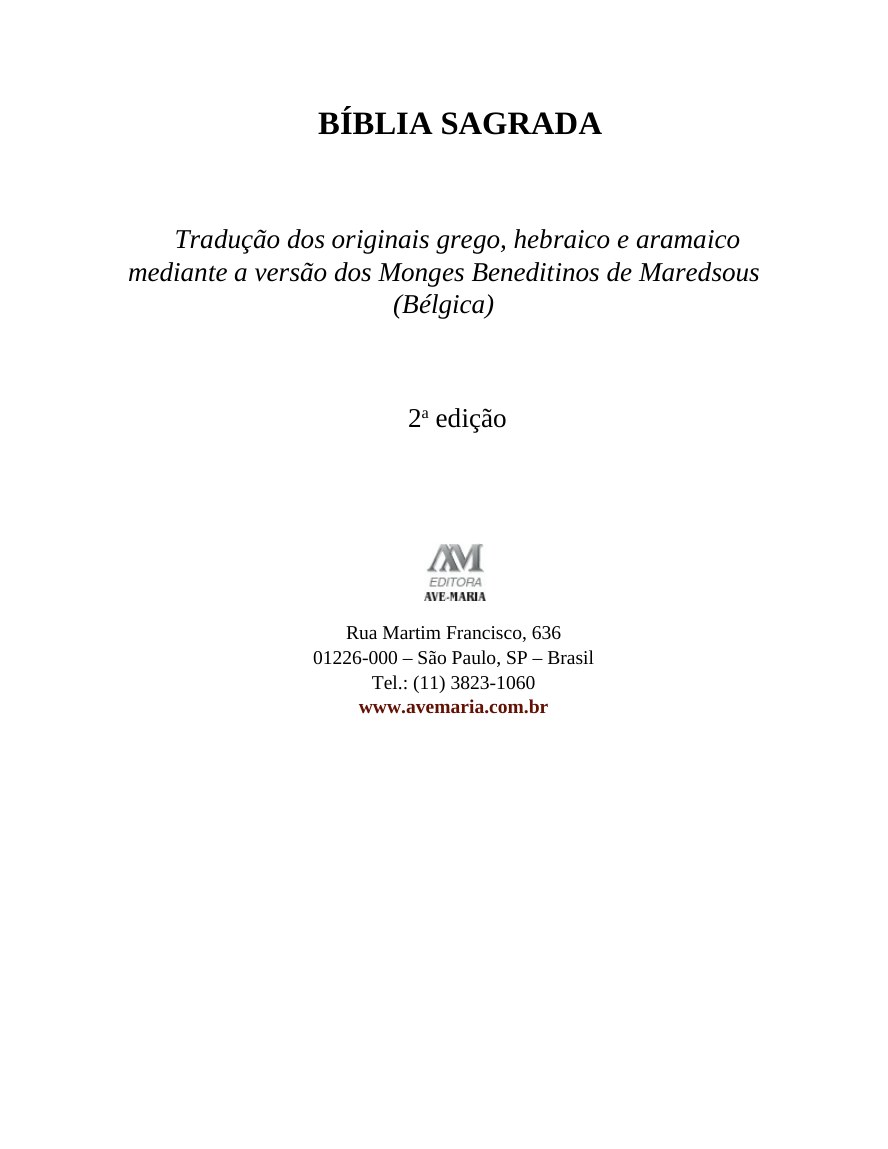 BÍBLIA SAGRADA
Tradução dos originais grego, hebraico e aramaico
mediante a versão dos Monges Beneditinos de Maredsous
(Bélgica)
2ª edição
AM
EDITORA
AVE-MARIA
Rua Martim Francisco, 636
01226-000 – São Paulo, SP – Brasil
Tel.: (11) 3823-1060
www.avemaria.com.br